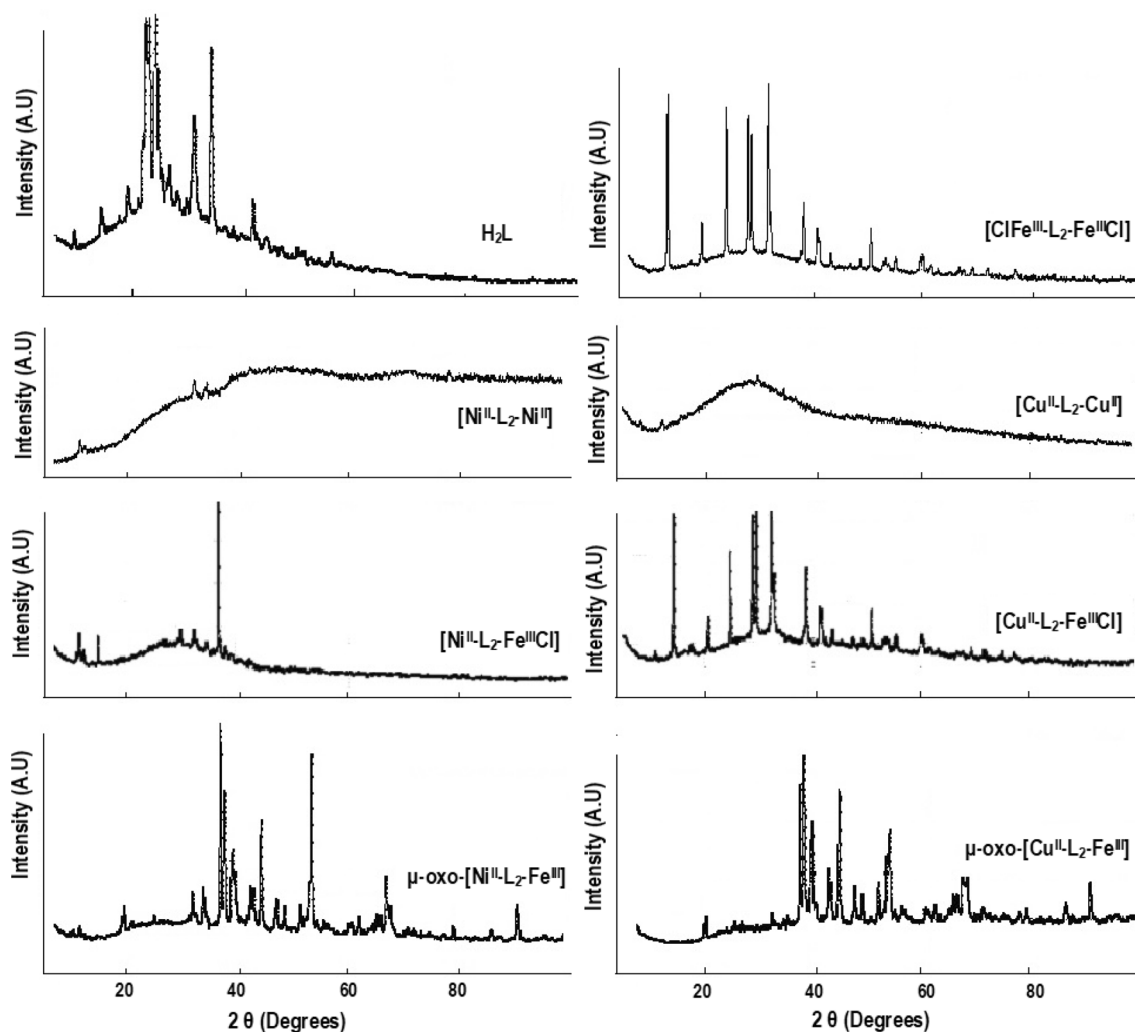 Intensity (A.U)
H₂L
Intensity (A.U)
[ClFeᴵᴵᴵ-L₂-FeᴵᴵᴵCl]
Intensity (A.U)
[Niᴵᴵ-L₂-Niᴵᴵ]
Intensity (A.U)
[Cuᴵᴵ-L₂-Cuᴵᴵ]
Intensity (A.U)
[Niᴵᴵ-L₂-FeᴵᴵᴵCl]
Intensity (A.U)
[Cuᴵᴵ-L₂-FeᴵᴵᴵCl]
Intensity (A.U)
µ-oxo-[Niᴵᴵ-L₂-Feᴵᴵᴵ]
Intensity (A.U)
µ-oxo-[Cuᴵᴵ-L₂-Feᴵᴵᴵ]
20 40 60 80
2 θ (Degrees)
20 40 60 80
2 θ (Degrees)